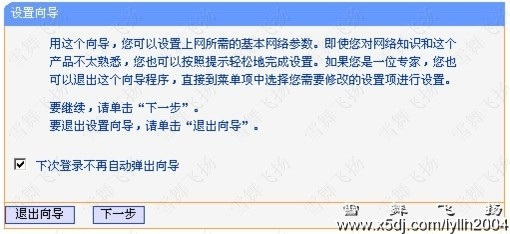 设置向导
用这个向导，您可以设置上网所需的基本网络参数。即使您对网络知识和这个
产品不太熟悉，您也可以按照提示轻松地完成设置。如果您是一位专家，您也
可以退出这个向导程序，直接到菜单项中选择您需要修改的设置项进行设置。
要继续，请单击“下一步”。
要退出设置向导，请单击“退出向导”。
下次登录不再自动弹出向导
退出向导
下一步
雪舞飞扬
www.x5dj.com/lyllh2004